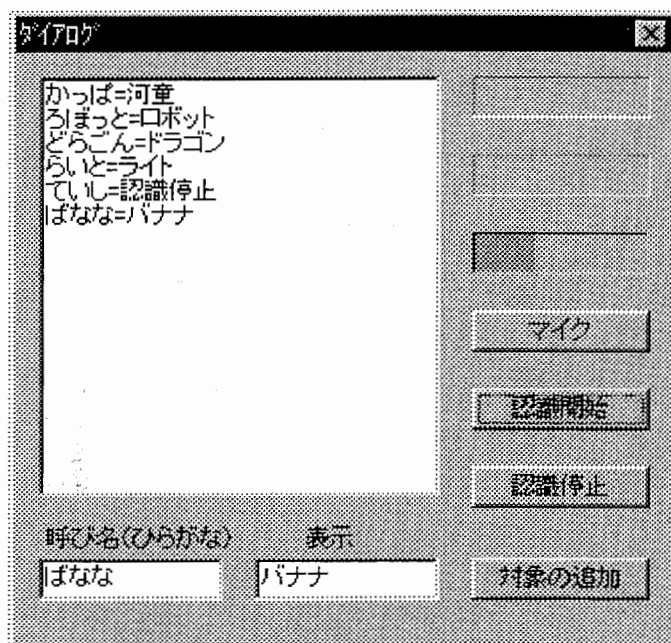 ダイアログ
かっぱ=河童
ろぼっと=ロボット
どらごん=ドラゴン
らいと=ライト
ていし=認識停止
ばなな=バナナ
マイク
認識開始
認識停止
呼び名(ひらがな)
表示
ばなな
バナナ
対象の追加